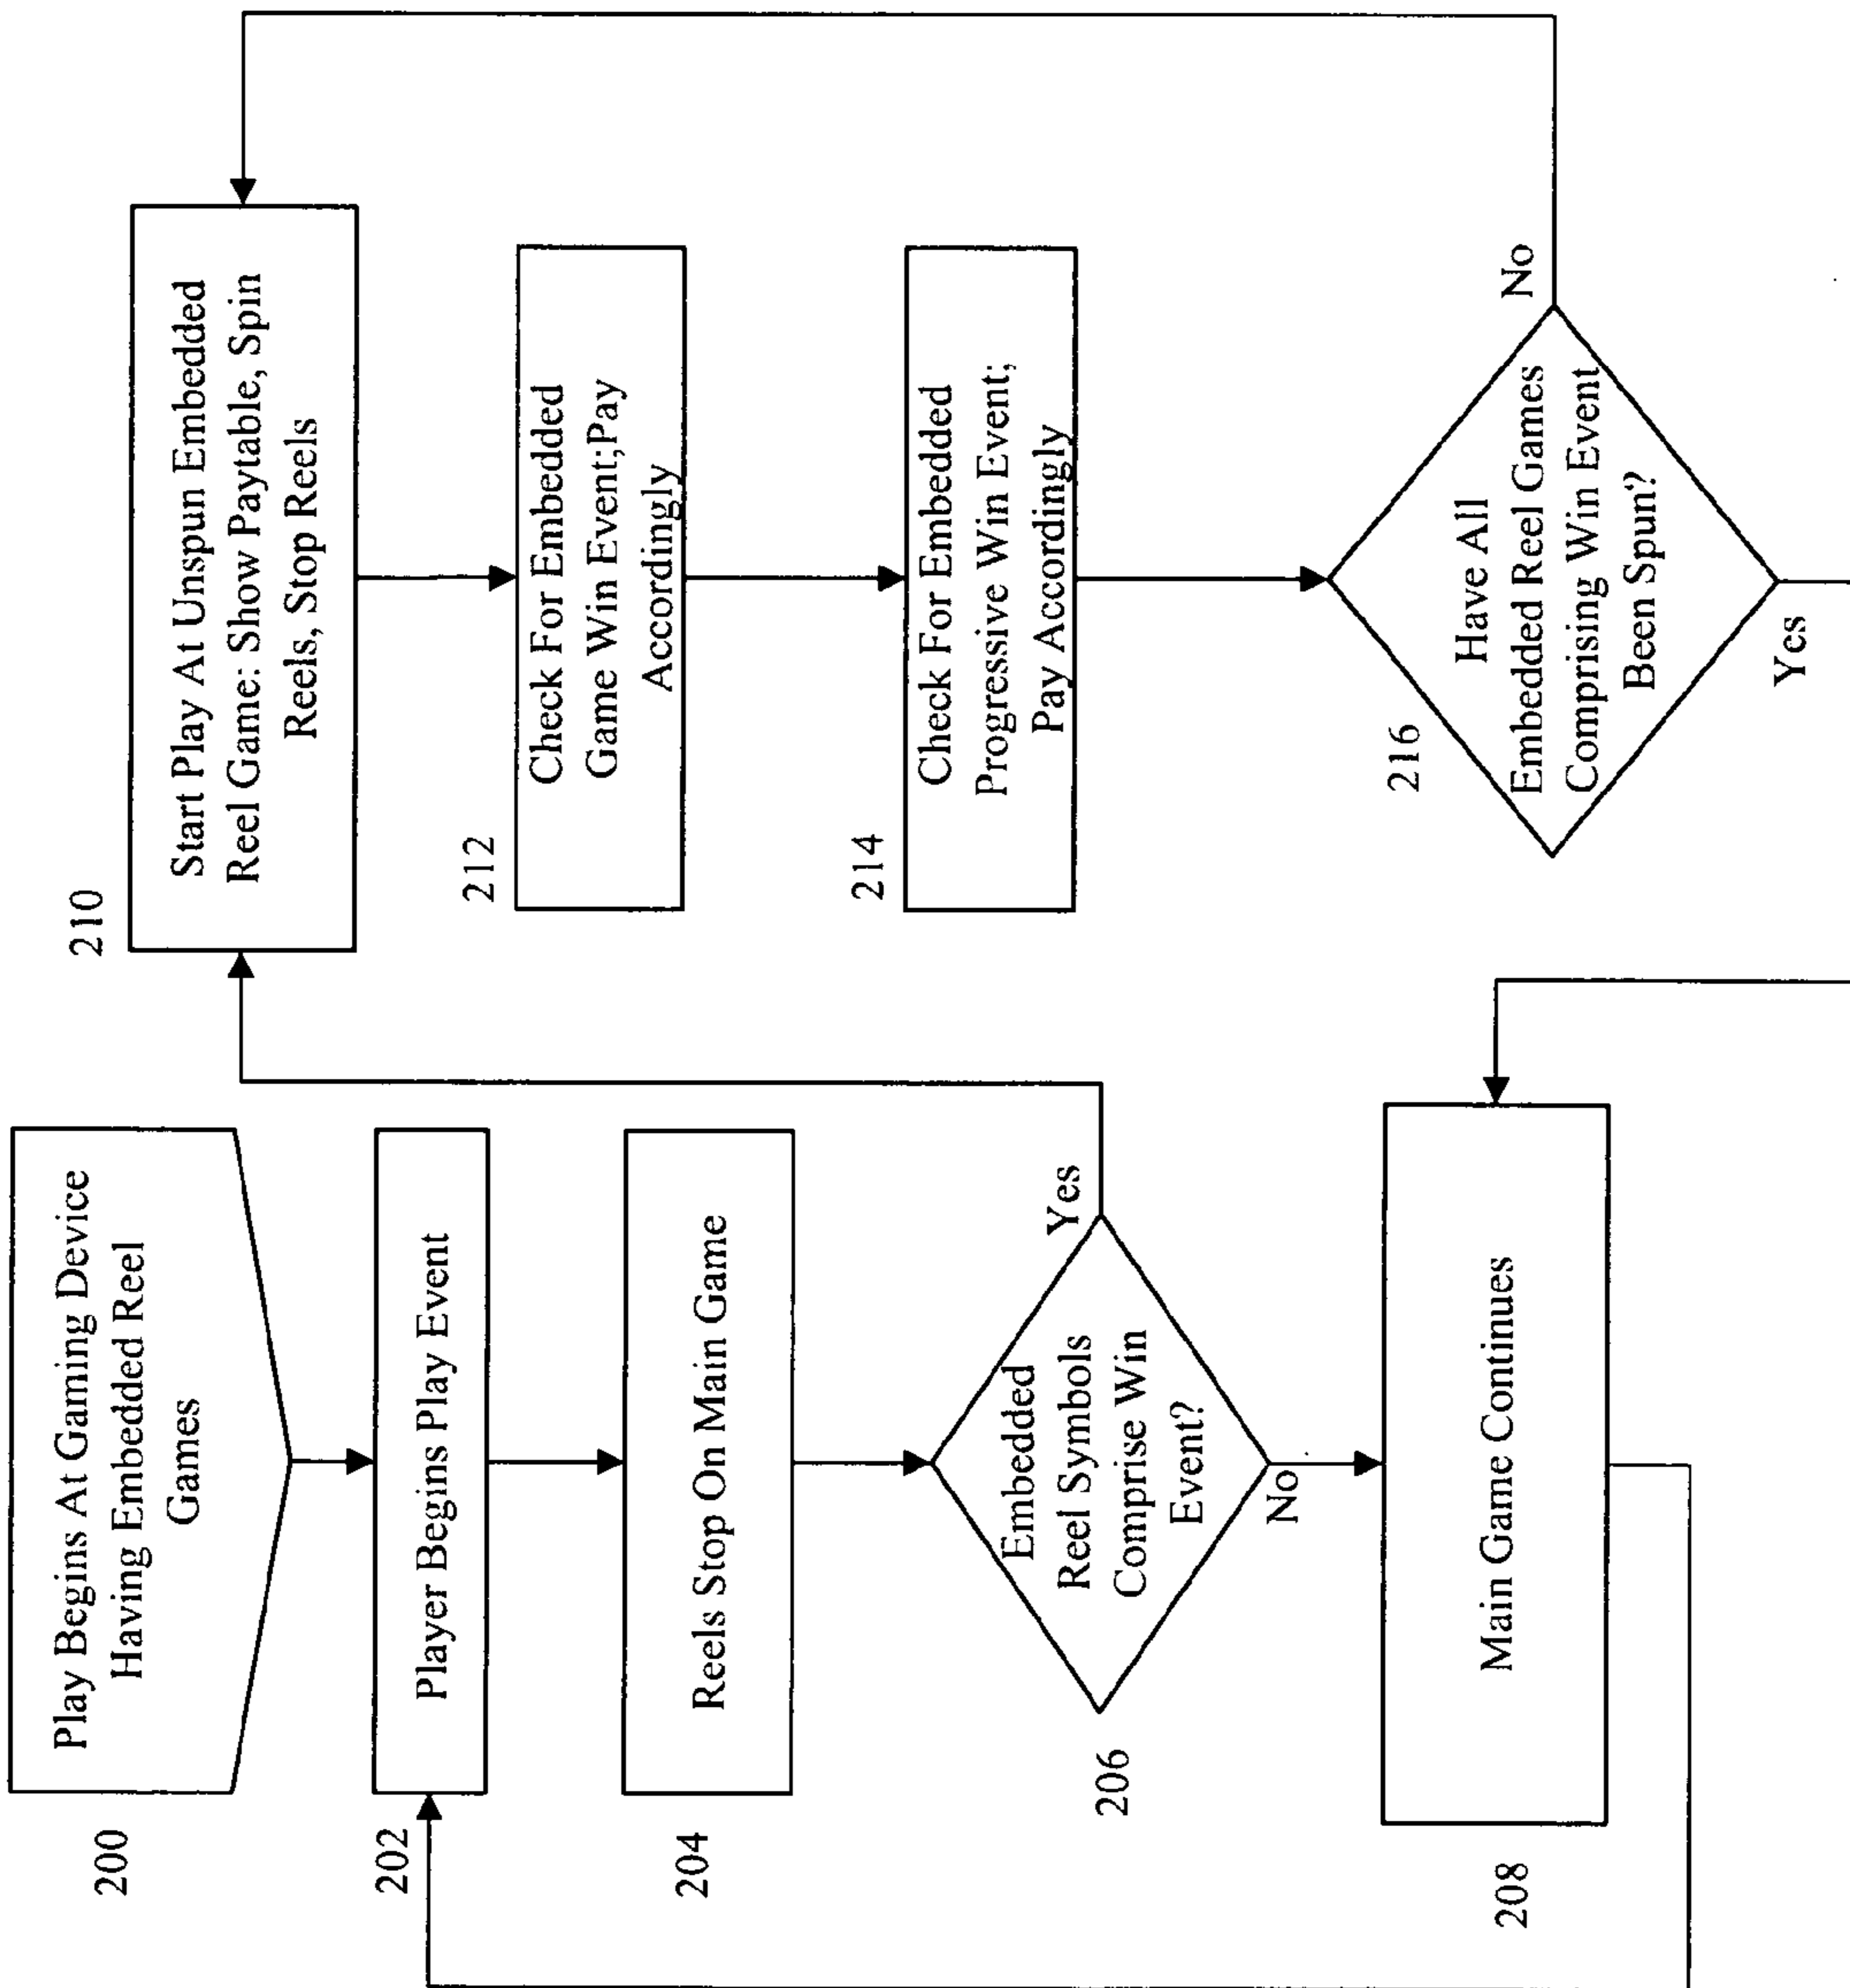 200
Play Begins At Gaming Device
Having Embedded Reel
Games
202
Player Begins Play Event
204
Reels Stop On Main Game
206
Embedded
Reel Symbols
Comprise Win
Event?
Yes
No
208
Main Game Continues
210
Start Play At Unspun Embedded
Reel Game: Show Paytable, Spin
Reels, Stop Reels
212
Check For Embedded
Game Win Event;Pay
Accordingly
214
Check For Embedded
Progressive Win Event;
Pay Accordingly
216
Have All
Embedded Reel Games
Comprising Win Event
Been Spun?
No
Yes